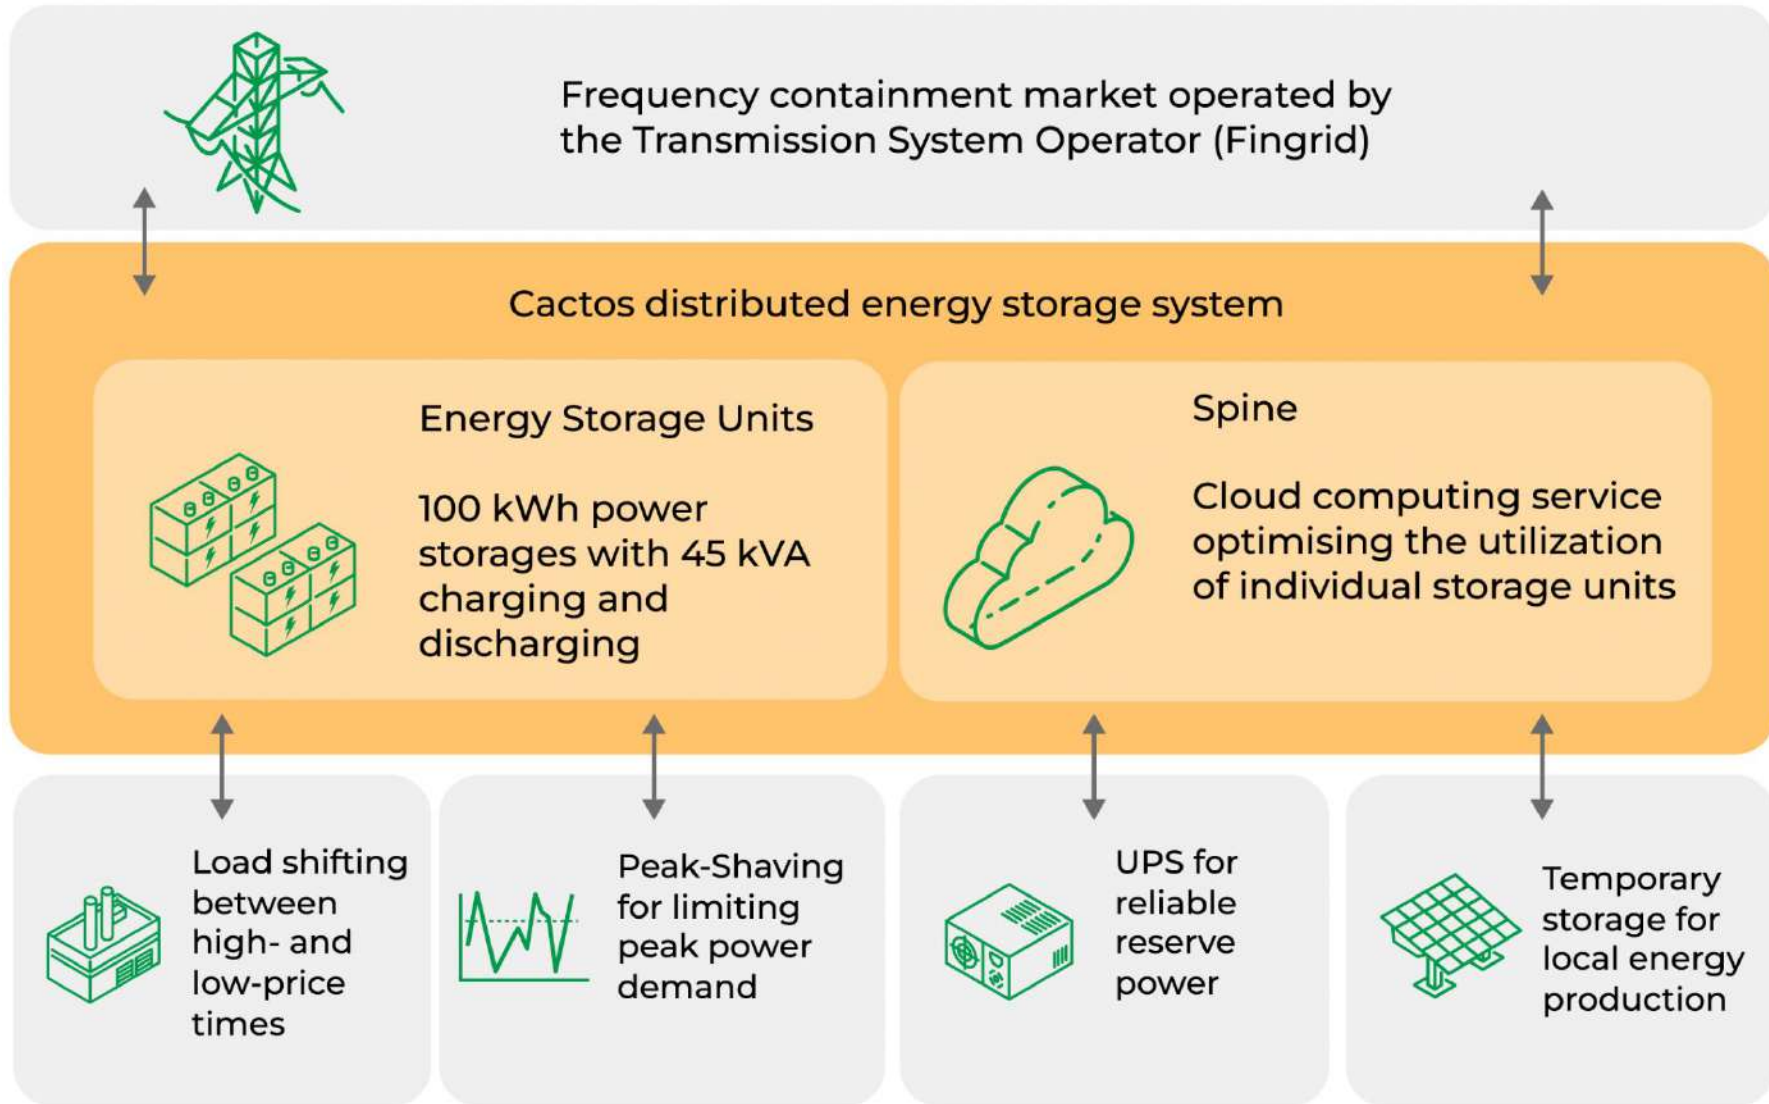 Frequency containment market operated by
the Transmission System Operator (Fingrid)
Cactos distributed energy storage system
Energy Storage Units
100 kWh power
storages with 45 kVA
charging and
discharging
Spine
Cloud computing service
optimising the utilization
of individual storage units
Load shifting
between
high- and
low-price
times
Peak-Shaving
for limiting
peak power
demand
UPS for
reliable
reserve
power
Temporary
storage for
local energy
production